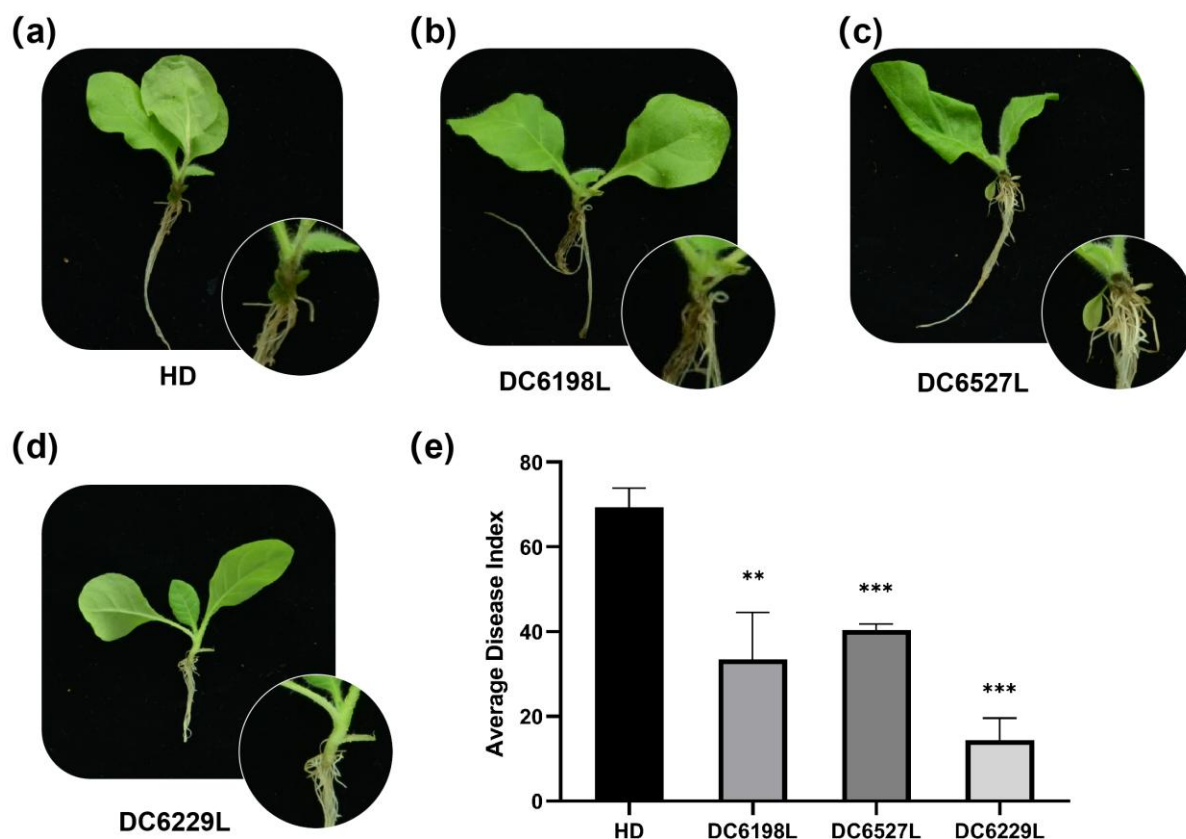 (a)
(b)
(c)
HD
DC6198L
DC6527L
(d)
(e)
DC6229L
Average Disease Index
80
60
40
20
0
**
***
***
HD
DC6198L
DC6527L
DC6229L